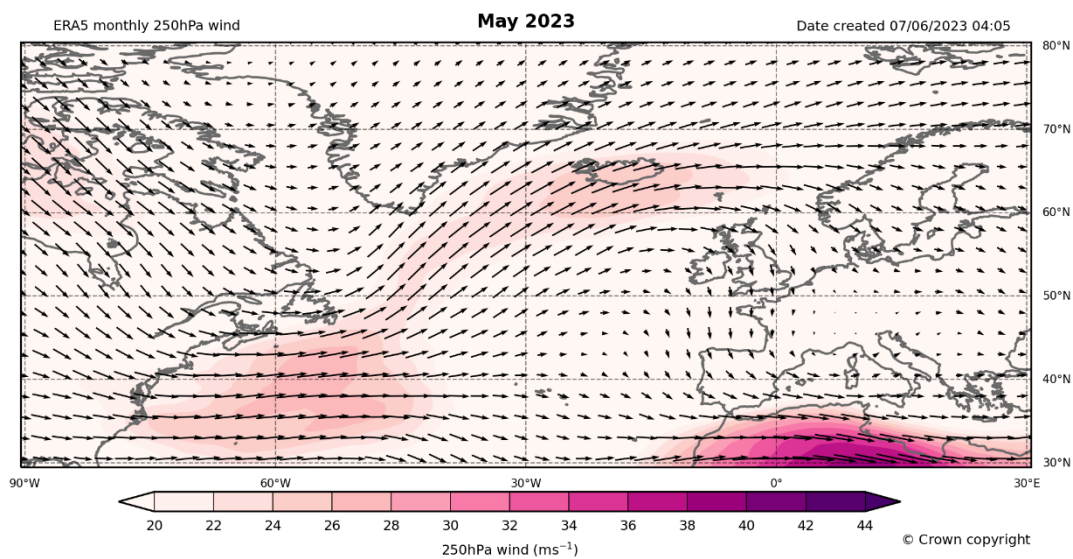 ERA5 monthly 250hPa wind
May 2023
Date created 07/06/2023 04:05
80°N
70°N
60°N
50°N
40°N
30°N
90°W 60°W 30°W 0° 30°E
20 22 24 26 28 30 32 34 36 38 40 42 44
250hPa wind (ms⁻¹)
© Crown copyright